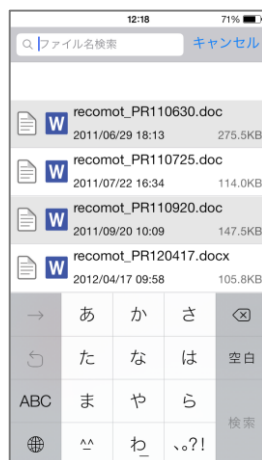 12:18 71%
ファイル名検索 キャンセル
W recomot_PR110630.doc
2011/06/29 18:13 275.5KB
W recomot_PR110725.doc
2011/07/22 16:34 114.0KB
W recomot_PR110920.doc
2011/09/20 10:09 147.5KB
W recomot_PR120417.docx
2012/04/17 09:58 105.8KB
→ あ か さ
た な は 空白
ABC ま や ら
検索
^^ わ_ 、。?!